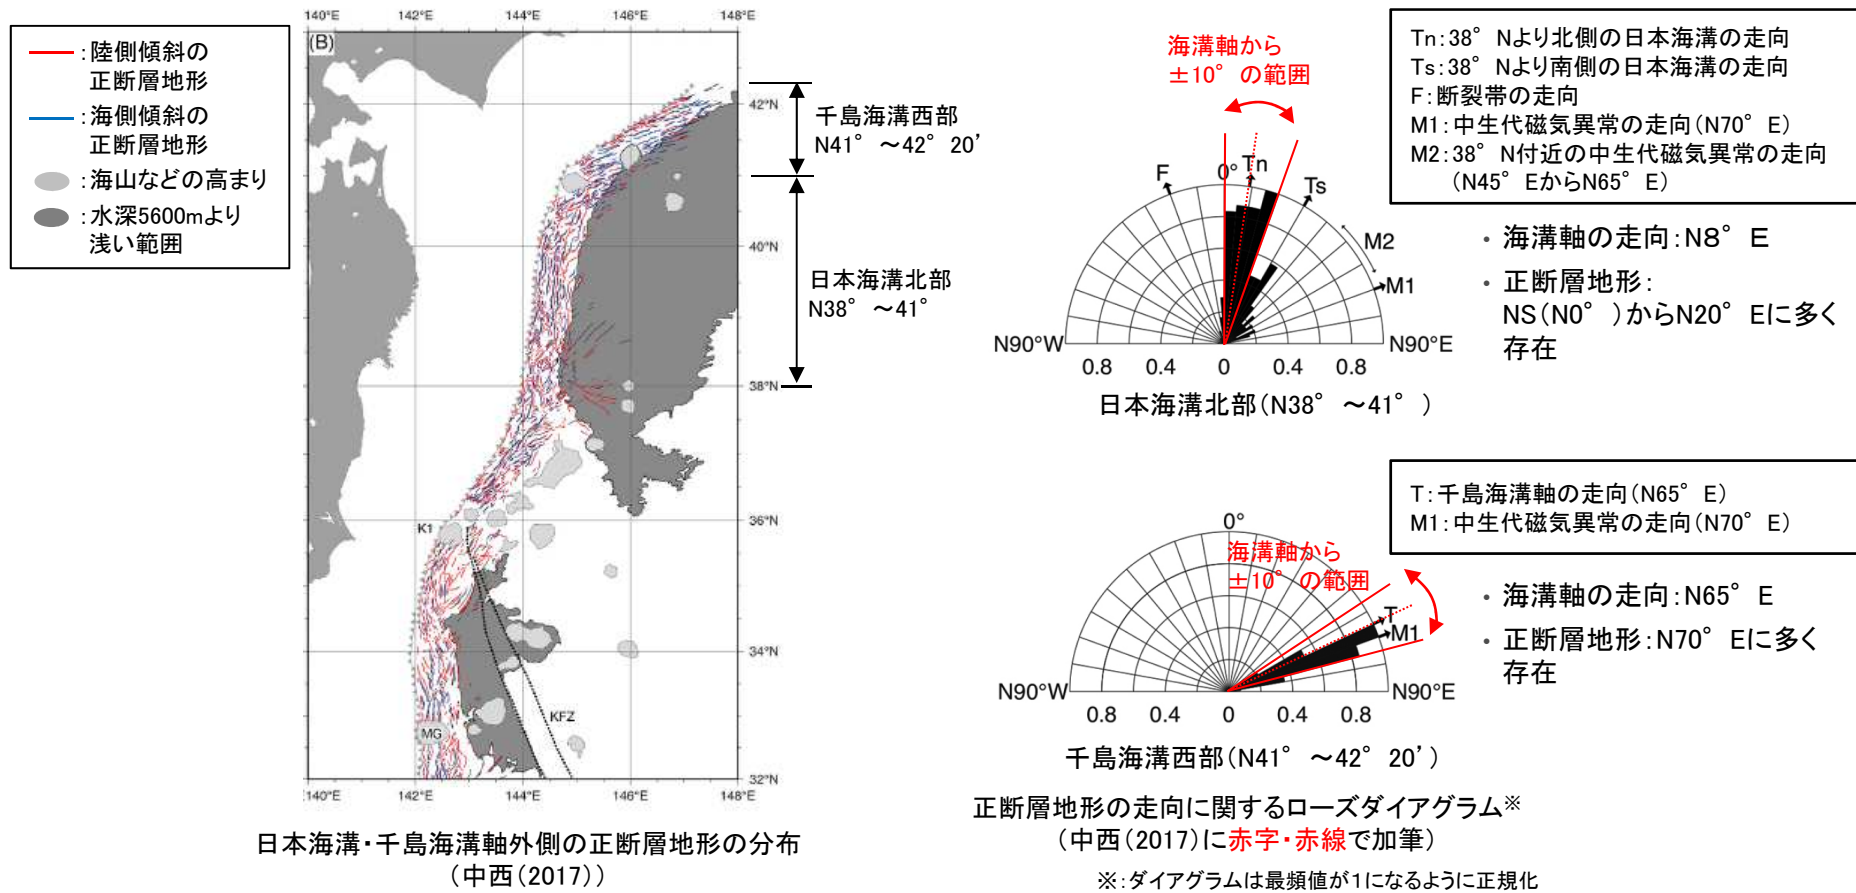 ―:陸側傾斜の
正断層地形
―:海側傾斜の
正断層地形
:海山などの高まり
:水深5600mより
浅い範囲
140°E 142°E 144°E 146°E 148°E
(B)
42°N
40°N
38°N
36°N
34°N
32°N
K1
KFZ
MG
140°E 142°E 144°E 146°E 148°E
千島海溝西部
N41° ～42° 20’
日本海溝北部
N38° ～41°
日本海溝・千島海溝軸外側の正断層地形の分布
(中西(2017))
海溝軸から
±10° の範囲
F 0° Tn Ts M2 M1
N90°W N90°E
0.8 0.4 0 0.4 0.8
日本海溝北部(N38° ～41° )
Tn:38° Nより北側の日本海溝の走向
Ts:38° Nより南側の日本海溝の走向
F:断裂帯の走向
M1:中生代磁気異常の走向(N70° E)
M2:38° N付近の中生代磁気異常の走向
(N45° EからN65° E)
・ 海溝軸の走向:N8° E
・ 正断層地形:
NS(N0° )からN20° Eに多く
存在
0°
海溝軸から
±10° の範囲
T M1
N90°W N90°E
0.8 0.4 0 0.4 0.8
千島海溝西部(N41° ～42° 20’)
T:千島海溝軸の走向(N65° E)
M1:中生代磁気異常の走向(N70° E)
・ 海溝軸の走向:N65° E
・ 正断層地形:N70° Eに多く
存在
正断層地形の走向に関するローズダイアグラム※
(中西(2017)に赤字・赤線で加筆)
※:ダイアグラムは最頻値が1になるように正規化